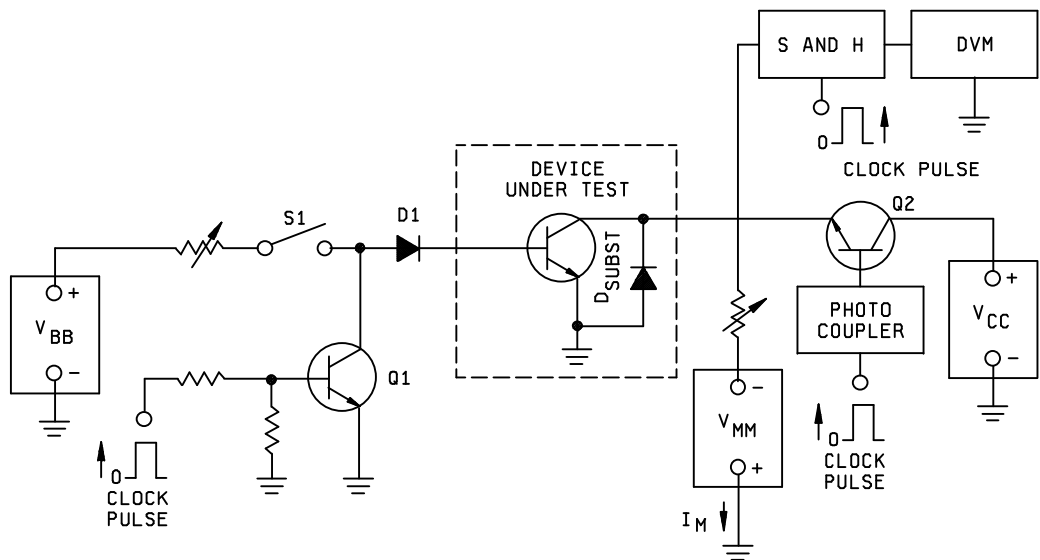 S AND H
DVM
0
CLOCK PULSE
DEVICE
UNDER TEST
Q2
S1
D1
DSUBST
+
VBB
-
PHOTO
COUPLER
+
VCC
-
Q1
-
VMM
+
0
CLOCK
PULSE
0
CLOCK
PULSE
IM